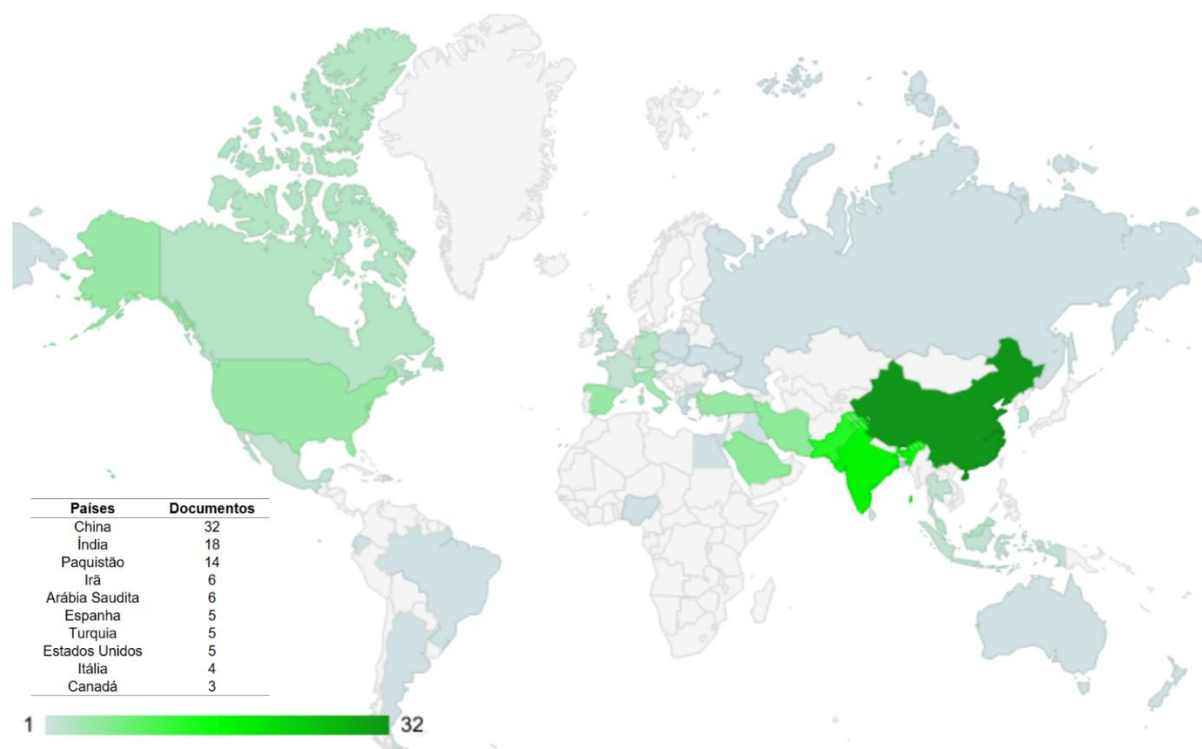 Países Documentos
China 32
Índia 18
Paquistão 14
Irã 6
Arábia Saudita 6
Espanha 5
Turquia 5
Estados Unidos 5
Itália 4
Canadá 3
1 32